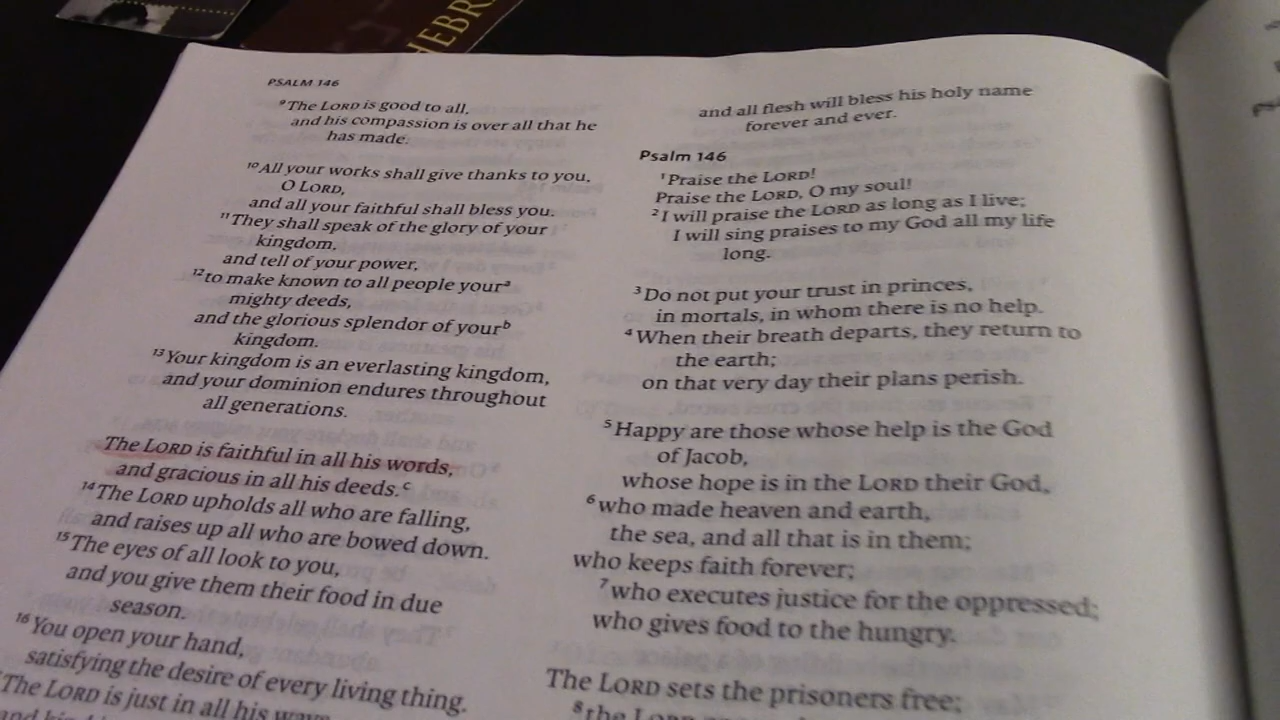 HEBR
PSALM 146
⁹The LORD is good to all,
and his compassion is over all that he
has made.
¹⁰All your works shall give thanks to you,
O LORD,
and all your faithful shall bless you.
¹¹They shall speak of the glory of your
kingdom,
and tell of your power,
¹²to make known to all people yourᵃ
mighty deeds,
and the glorious splendor of yourᵇ
kingdom.
¹³Your kingdom is an everlasting kingdom,
and your dominion endures throughout
all generations.
The LORD is faithful in all his words,
and gracious in all his deeds.ᶜ
¹⁴The LORD upholds all who are falling,
and raises up all who are bowed down.
¹⁵The eyes of all look to you,
and you give them their food in due
season.
¹⁶You open your hand,
satisfying the desire of every living thing.
The LORD is just in all his ways,
and all flesh will bless his holy name
forever and ever.
Psalm 146
¹Praise the LORD!
Praise the LORD, O my soul!
²I will praise the LORD as long as I live;
I will sing praises to my God all my life
long.
³Do not put your trust in princes,
in mortals, in whom there is no help.
⁴When their breath departs, they return to
the earth;
on that very day their plans perish.
⁵Happy are those whose help is the God
of Jacob,
whose hope is in the LORD their God,
⁶who made heaven and earth,
the sea, and all that is in them;
who keeps faith forever;
⁷who executes justice for the oppressed;
who gives food to the hungry.
The LORD sets the prisoners free;
⁸the LORD